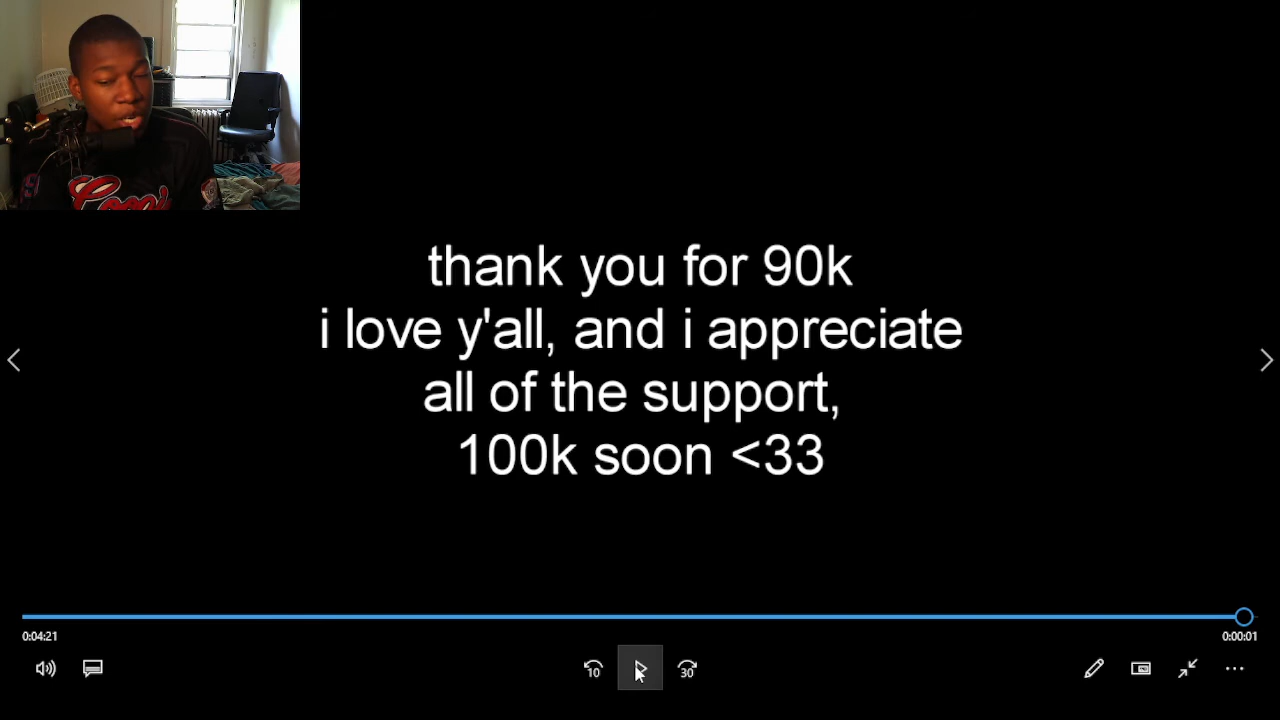 thank you for 90k
i love y'all, and i appreciate
all of the support,
100k soon <33
0:04:21
0:00:01
10
30